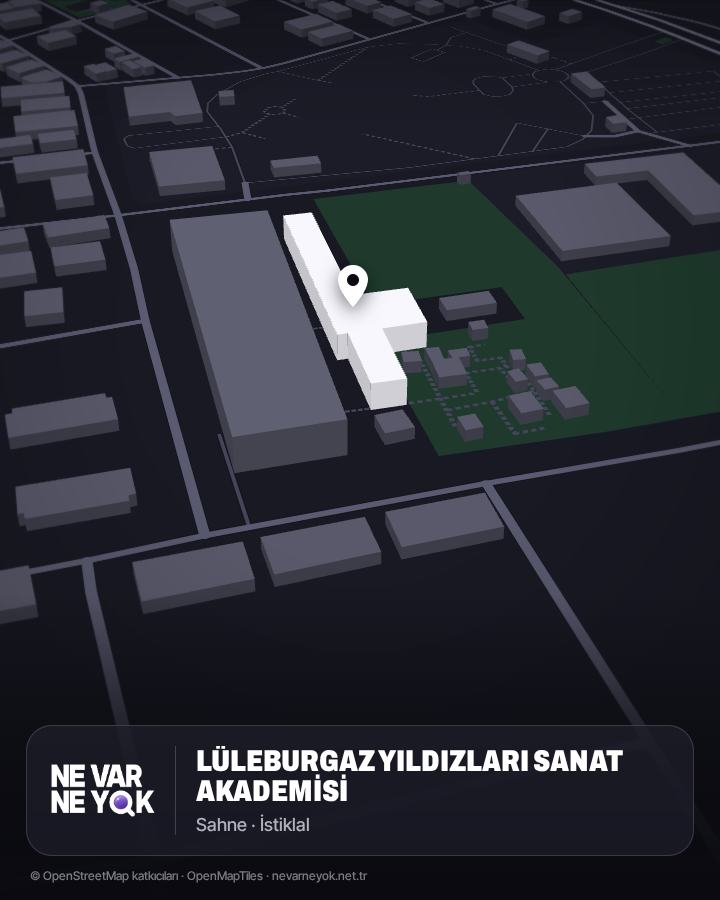 NE VAR
NE YOK
LÜLEBURGAZ YILDIZLARI SANAT
AKADEMİSİ
Sahne · İstiklal
© OpenStreetMap katkıcıları · OpenMapTiles · nevarneyok.net.tr